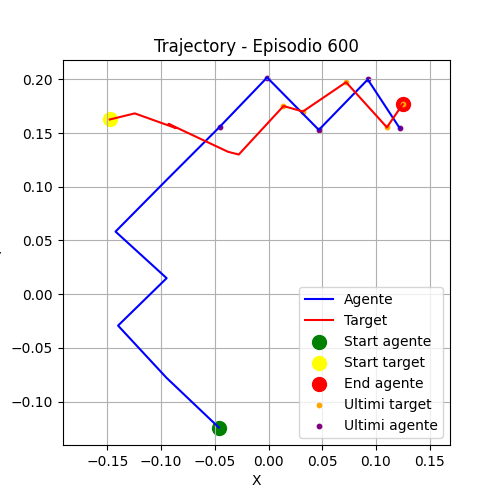 Trajectory - Episodio 600
0.20
0.15
0.10
0.05
0.00
−0.05
−0.10
−0.15
−0.10
−0.05
0.00
0.05
0.10
0.15
X
Agente
Target
Start agente
Start target
End agente
Ultimi target
Ultimi agente